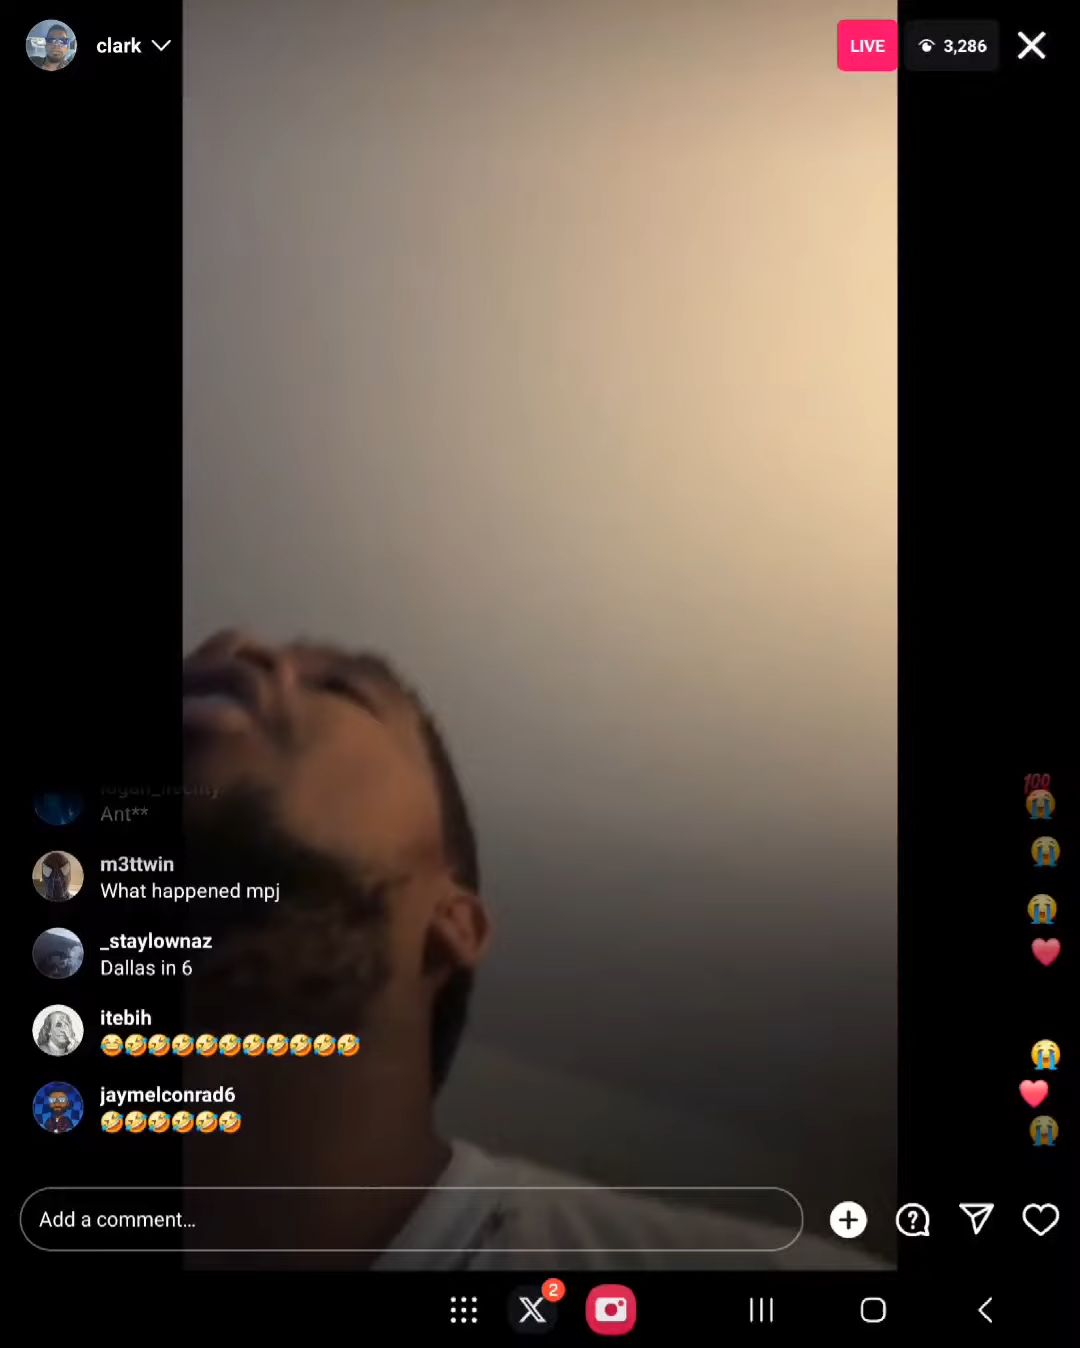 clark
LIVE
3,286
Ant**
m3ttwin
What happened mpj
_staylownaz
Dallas in 6
itebih
😂🤣🤣🤣🤣🤣🤣🤣🤣🤣🤣
jaymelconrad6
🤣🤣🤣🤣🤣🤣
💯
Add a comment...
2